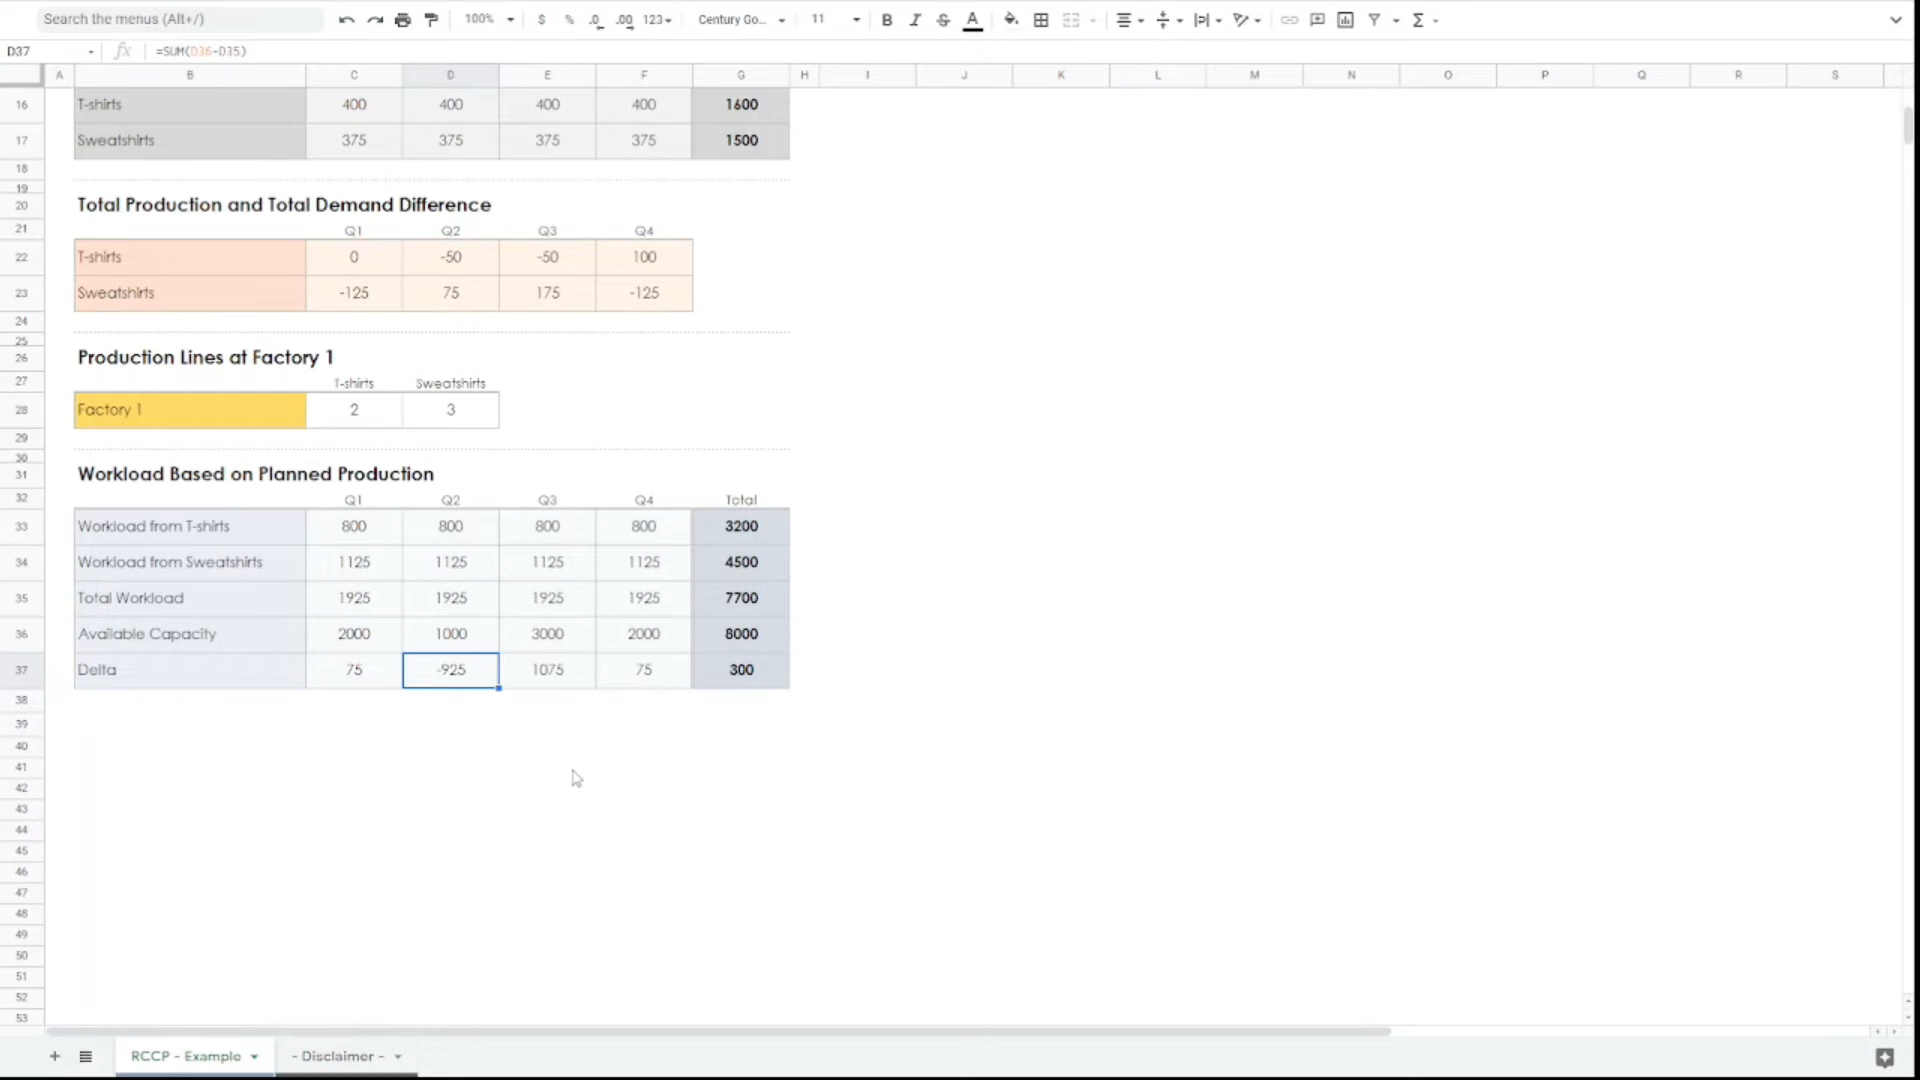 Search the menus (Alt+/)
100%
$ % .0 .00 123
Century Go...
11
B I S A
D37
fx
=SUM(D36-D35)
A B C D E F G H I J K L M N O P Q R S
16 T-shirts 400 400 400 400 1600
17 Sweatshirts 375 375 375 375 1500
18
19
20 Total Production and Total Demand Difference
21 Q1 Q2 Q3 Q4
22 T-shirts 0 -50 -50 100
23 Sweatshirts -125 75 175 -125
24
25
26 Production Lines at Factory 1
27 T-shirts Sweatshirts
28 Factory 1 2 3
29
30
31 Workload Based on Planned Production
32 Q1 Q2 Q3 Q4 Total
33 Workload from T-shirts 800 800 800 800 3200
34 Workload from Sweatshirts 1125 1125 1125 1125 4500
35 Total Workload 1925 1925 1925 1925 7700
36 Available Capacity 2000 1000 3000 2000 8000
37 Delta 75 -925 1075 75 300
38
39
40
41
42
43
44
45
46
47
48
49
50
51
52
53
RCCP - Example
- Disclaimer -